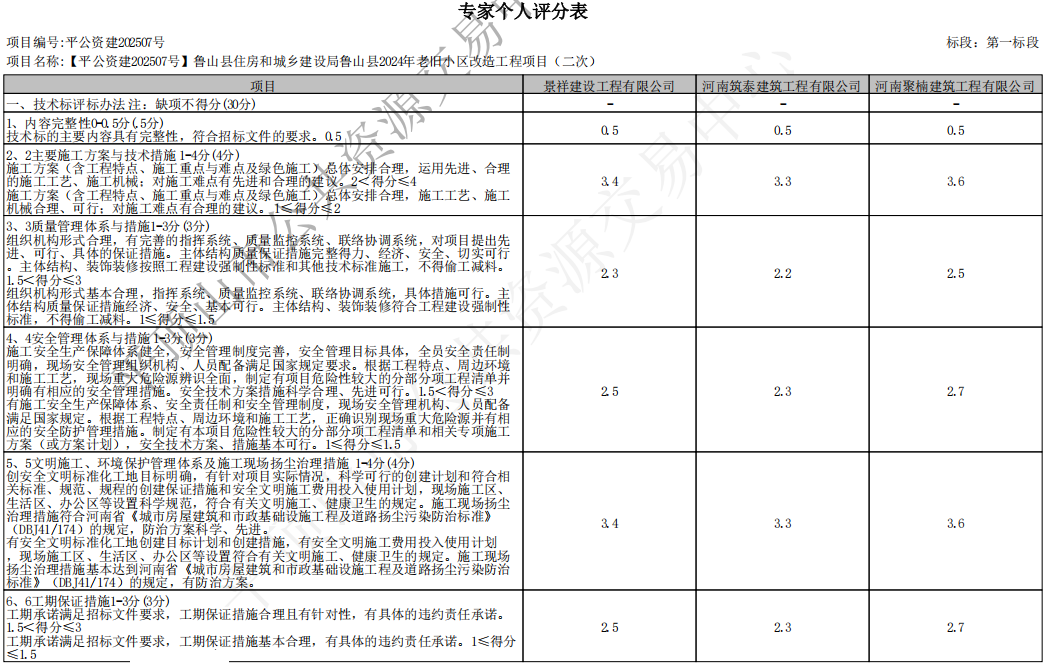 专家个人评分表
项目编号:平公资建202507号 标段: 第一标段
项目名称:【平公资建202507号】鲁山县住房和城乡建设局鲁山县2024年老旧小区改造工程项目（二次）
项目 景祥建设工程有限公司 河南筑泰建筑工程有限公司 河南聚楠建筑工程有限公司
一、技术标评标办法 注: 缺项不得分(30分) - - -
1、内容完整性0-0.5分(.5分)
技术标的主要内容具有完整性，符合招标文件的要求。0.5
0.5 0.5 0.5
2、2主要施工方案与技术措施 1-4分(4分)
施工方案（含工程特点、施工重点与难点及绿色施工）总体安排合理，运用先进、合理
的施工工艺、施工机械；对施工难点有先进和合理的建议。2＜得分≤4
施工方案（含工程特点、施工重点与难点及绿色施工）总体安排合理，施工工艺、施工
机械合理、可行；对施工难点有合理的建议。1≤得分≤2
3.4 3.3 3.6
3、3质量管理体系与措施1-3分(3分)
组织机构形式合理，有完善的指挥系统、质量监控系统、联络协调系统，对项目提出先
进、可行、具体的保证措施。主体结构质量保证措施完整得力、经济、安全、切实可行
。主体结构、装饰装修按照工程建设强制性标准和其他技术标准施工，不得偷工减料。
1.5＜得分≤3
组织机构形式基本合理，指挥系统、质量监控系统、联络协调系统，具体措施可行。主
体结构质量保证措施经济、安全、基本可行。主体结构、装饰装修符合工程建设强制性
标准，不得偷工减料。1≤得分≤1.5
2.3 2.2 2.5
4、4安全管理体系与措施 1-3分(3分)
施工安全生产保障体系健全，安全管理制度完善，安全管理目标具体，全员安全责任制
明确，现场安全管理组织机构、人员配备满足国家规定要求。根据工程特点、周边环境
和施工工艺，现场重大危险源辨识全面，制定有项目危险性较大的分部分项工程清单并
明确有相应的安全管理措施。安全技术方案措施科学合理、先进可行。1.5＜得分≤3
有施工安全生产保障体系、安全责任制和安全管理制度，现场安全管理机构、人员配备
满足国家规定。根据工程特点、周边环境和施工工艺，正确识别现场重大危险源并有相
应的安全防护管理措施。制定有本项目危险性较大的分部分项工程清单和相关专项施工
方案（或方案计划），安全技术方案、措施基本可行。1≤得分≤1.5
2.5 2.3 2.7
5、5文明施工、环境保护管理体系及施工现场扬尘治理措施 1-4分(4分)
创安全文明标准化工地目标明确，有针对项目实际情况，科学可行的创建计划和符合相
关标准、规范、规程的创建保证措施和安全文明施工费用投入使用计划，现场施工区、
生活区、办公区等设置科学规范，符合有关文明施工、健康卫生的规定。施工现场扬尘
治理措施符合河南省《城市房屋建筑和市政基础设施工程及道路扬尘污染防治标准》
（DBJ41/174）的规定，防治方案科学、先进。
有安全文明标准化工地创建目标计划和创建措施，有安全文明施工费用投入使用计划
，现场施工区、生活区、办公区等设置符合有关文明施工、健康卫生的规定。施工现场
扬尘治理措施基本达到河南省《城市房屋建筑和市政基础设施工程及道路扬尘污染防治
标准》（DBJ41/174）的规定，有防治方案。
3.4 3.3 3.6
6、6工期保证措施1-3分(3分)
工期承诺满足招标文件要求，工期保证措施合理且有针对性，有具体的违约责任承诺。
1.5＜得分≤3
工期承诺满足招标文件要求，工期保证措施基本合理，有具体的违约责任承诺。1≤得分
≤1.5
2.5 2.3 2.7